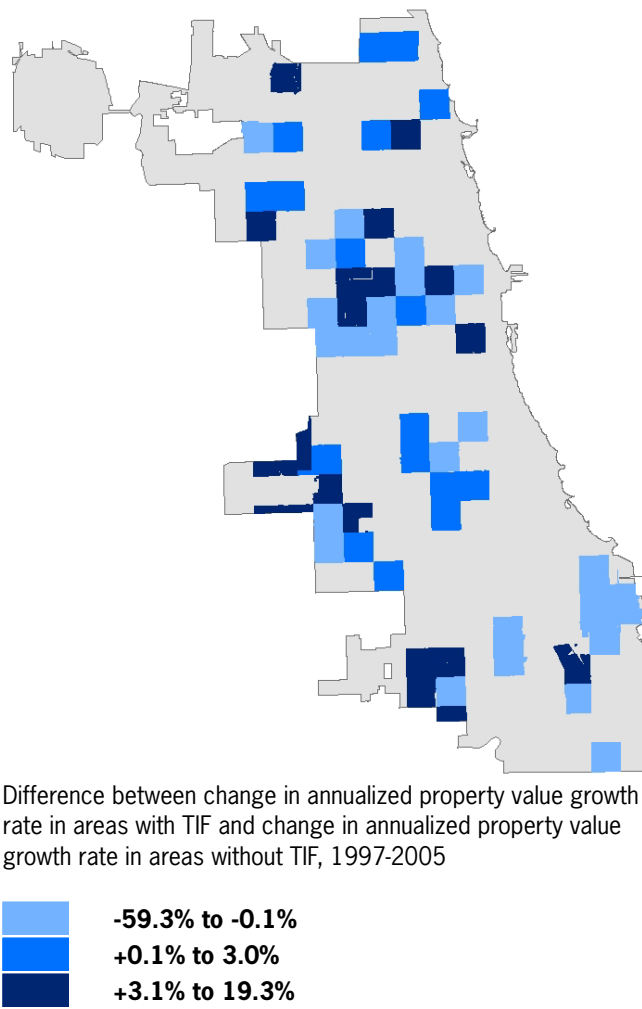 Difference between change in annualized property value growth
rate in areas with TIF and change in annualized property value
growth rate in areas without TIF, 1997-2005
-59.3% to -0.1%
+0.1% to 3.0%
+3.1% to 19.3%